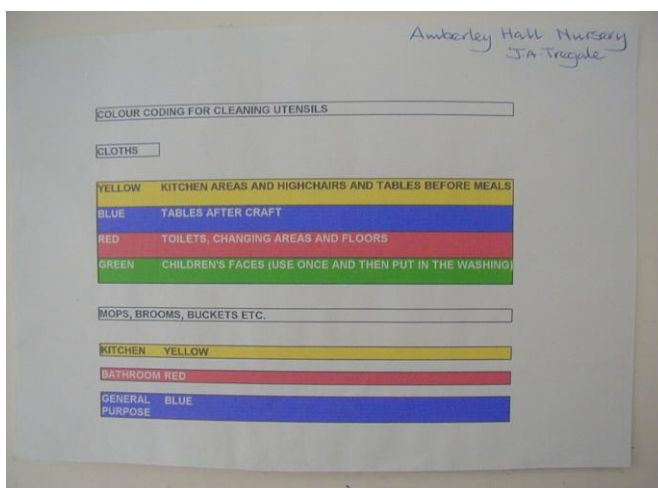 Amberley Hall Nursery
J.A. Tregale
COLOUR CODING FOR CLEANING UTENSILS
CLOTHS
YELLOW KITCHEN AREAS AND HIGHCHAIRS AND TABLES BEFORE MEALS
BLUE TABLES AFTER CRAFT
RED TOILETS, CHANGING AREAS AND FLOORS
GREEN CHILDREN'S FACES (USE ONCE AND THEN PUT IN THE WASHING)
MOPS, BROOMS, BUCKETS ETC.
KITCHEN YELLOW
BATHROOM RED
GENERAL BLUE
PURPOSE